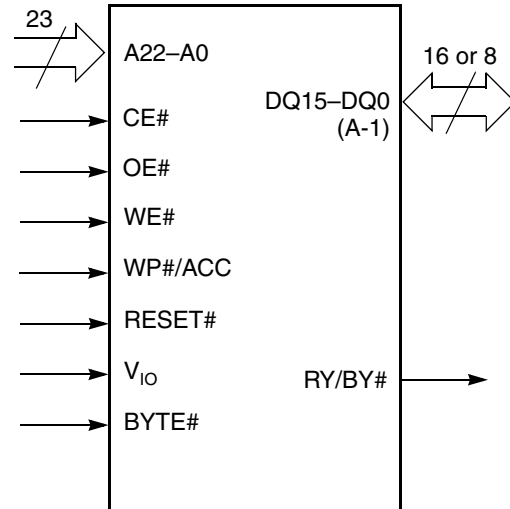 23
A22–A0
16 or 8
DQ15–DQ0
(A-1)
CE#
OE#
WE#
WP#/ACC
RESET#
VIO
RY/BY#
BYTE#